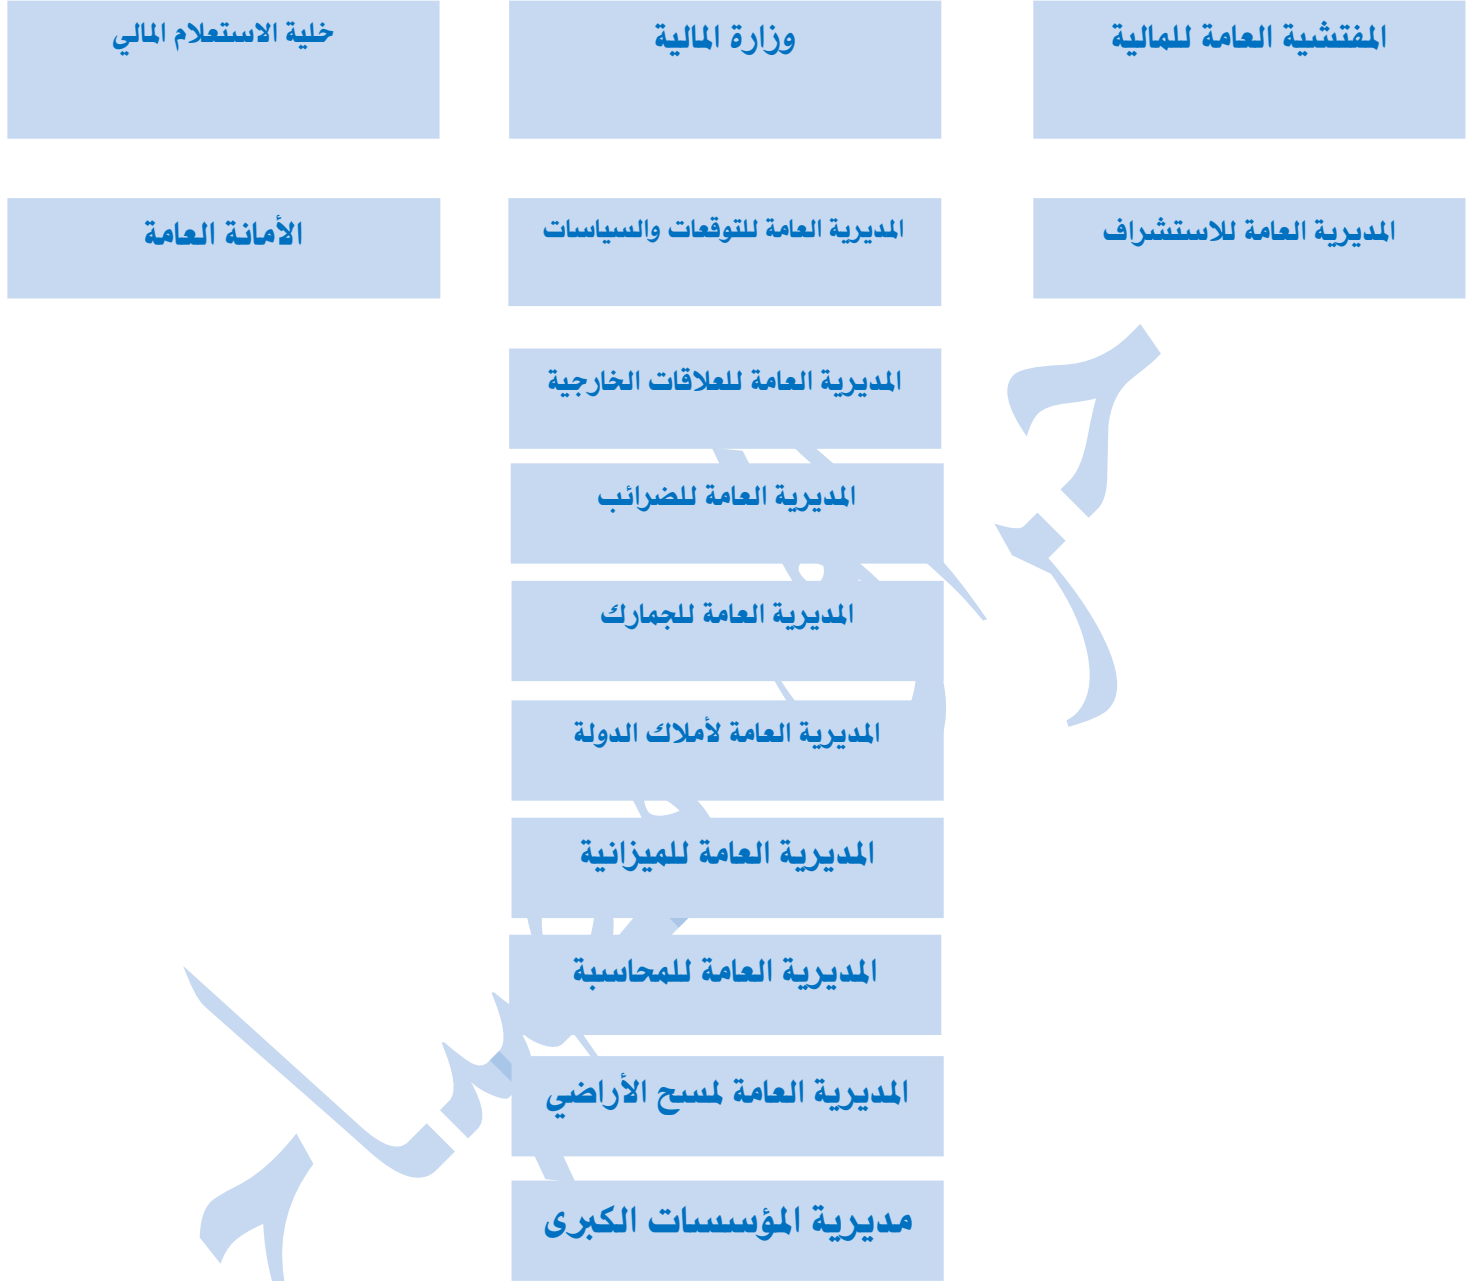 المفتشية العامة للمالية
وزارة المالية
خلية الاستعلام المالي
المديرية العامة للاستشراف
المديرية العامة للتوقعات والسياسات
الأمانة العامة
المديرية العامة للعلاقات الخارجية
المديرية العامة للضرائب
المديرية العامة للجمارك
المديرية العامة لأملاك الدولة
المديرية العامة للميزانية
المديرية العامة للمحاسبة
المديرية العامة لمسح الأراضي
مديرية المؤسسات الكبرى